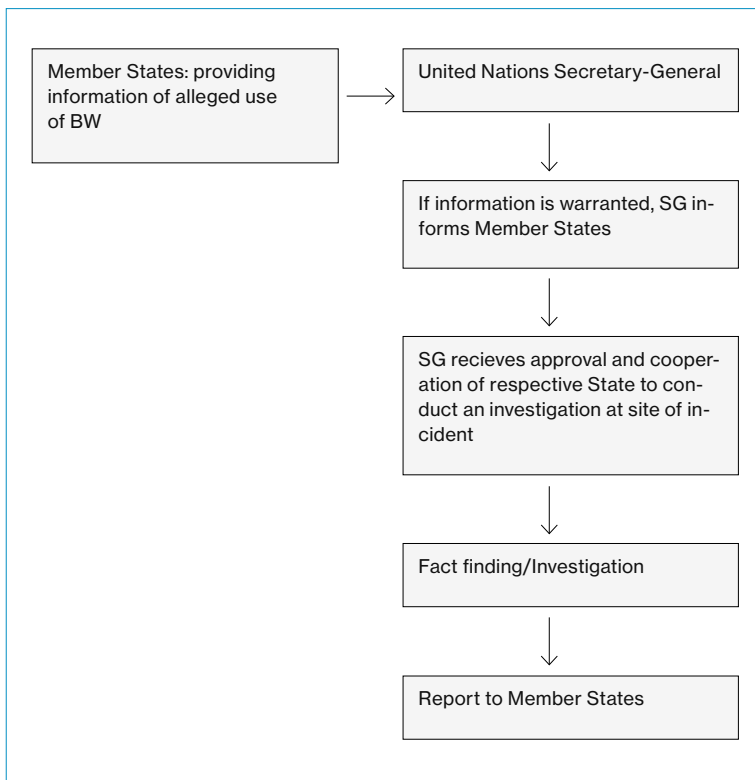 Member States: providing
information of alleged use
of BW
United Nations Secretary-General
If information is warranted, SG in-
forms Member States
SG recieves approval and cooper-
ation of respective State to con-
duct an investigation at site of in-
cident
Fact finding/Investigation
Report to Member States